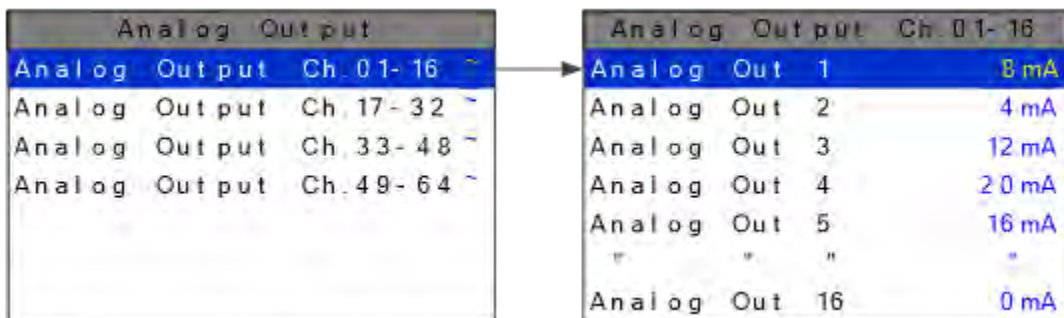 Analog Output
Analog Output Ch.01-16 ~
Analog Output Ch.17-32 ~
Analog Output Ch.33-48 ~
Analog Output Ch.49-64 ~
Analog Output Ch.01-16
Analog Out 1 8 mA
Analog Out 2 4 mA
Analog Out 3 12 mA
Analog Out 4 20 mA
Analog Out 5 16 mA
" " " "
Analog Out 16 0 mA